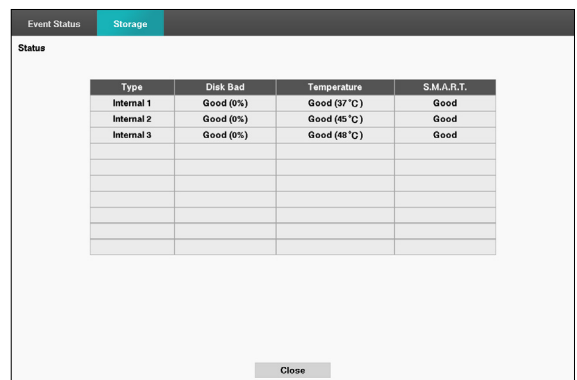 Event Status Storage
Status
Type Disk Bad Temperature S.M.A.R.T.
Internal 1 Good (0%) Good (37°C) Good
Internal 2 Good (0%) Good (45°C) Good
Internal 3 Good (0%) Good (48°C) Good
Close